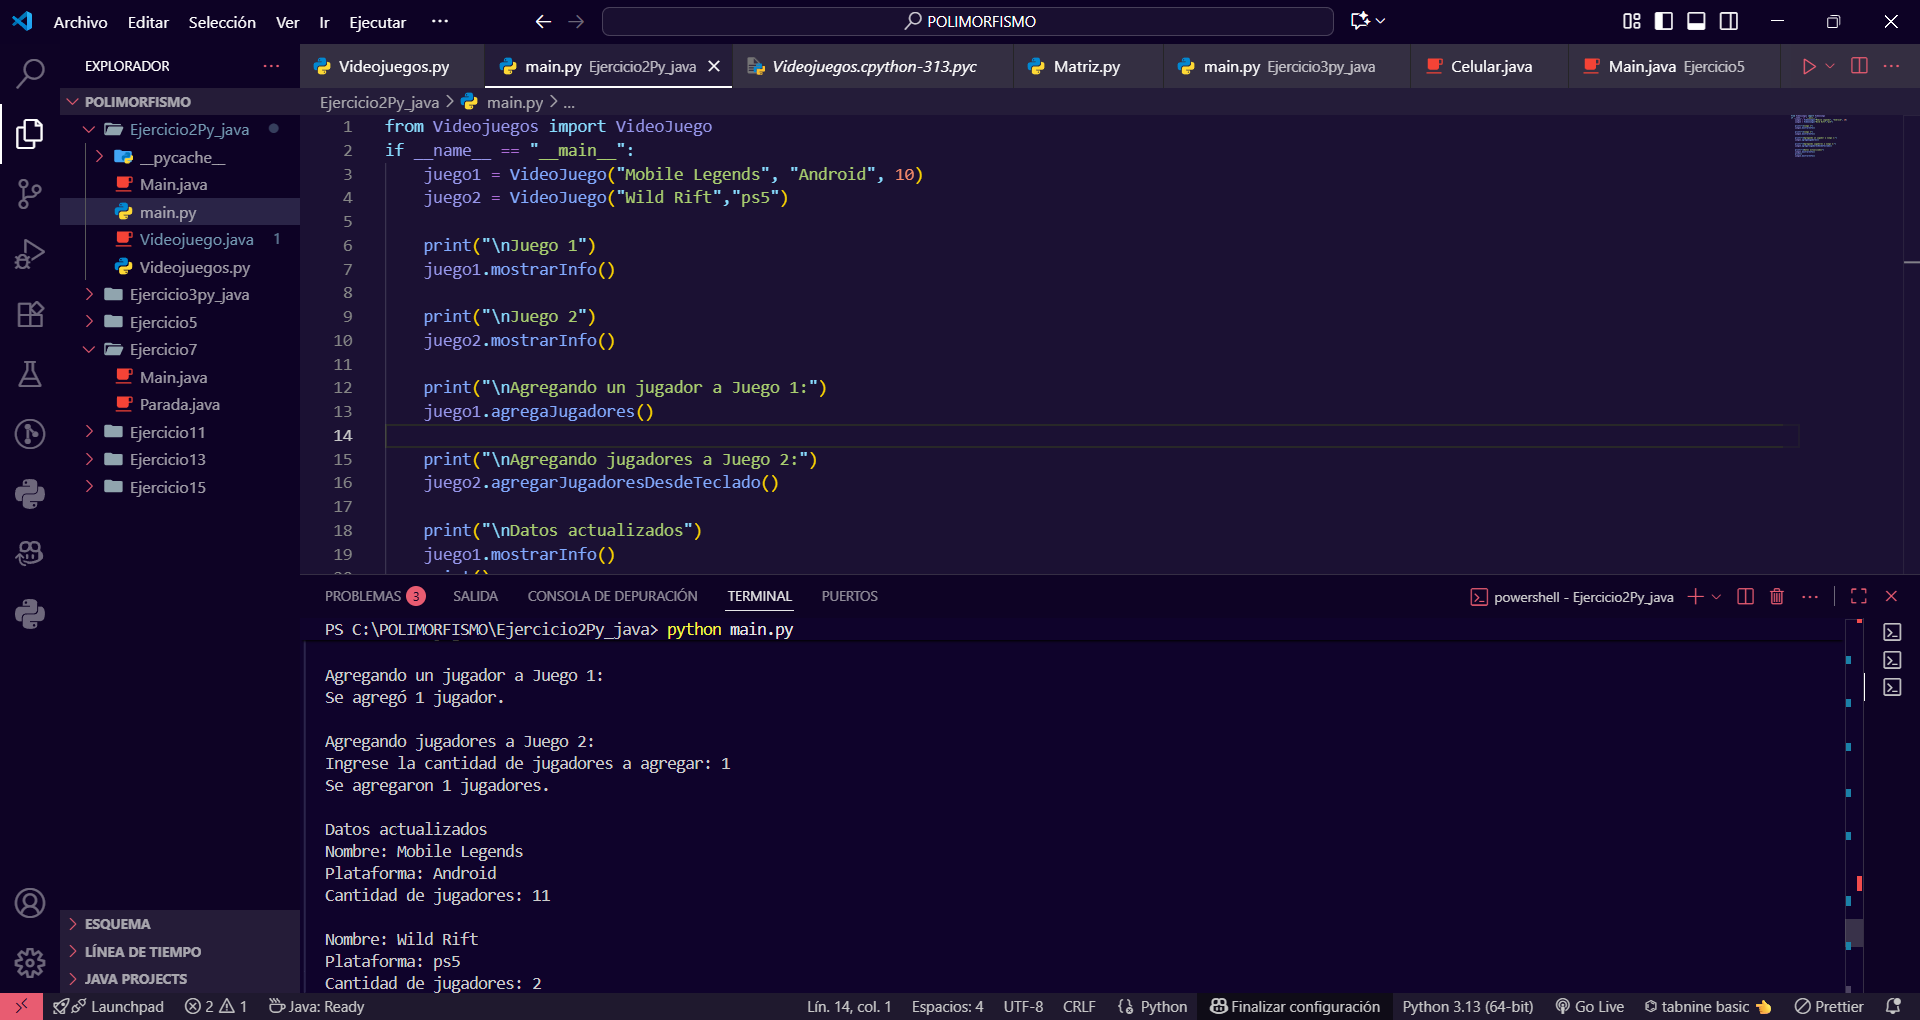 Archivo Editar Selección Ver Ir Ejecutar ··· POLIMORFISMO
EXPLORADOR ···
POLIMORFISMO
Ejercicio2Py_java
__pycache__
Main.java
main.py
Videojuego.java 1
Videojuegos.py
Ejercicio3py_java
Ejercicio5
Ejercicio7
Main.java
Parada.java
Ejercicio11
Ejercicio13
Ejercicio15
ESQUEMA
LÍNEA DE TIEMPO
JAVA PROJECTS
Videojuegos.py main.py Ejercicio2Py_java Videojuegos.cpython-313.pyc Matriz.py main.py Ejercicio3py_java Celular.java Main.java Ejercicio5
Ejercicio2Py_java > main.py > ...
1 from Videojuegos import VideoJuego
2 if __name__ == "__main__":
3 juego1 = VideoJuego("Mobile Legends", "Android", 10)
4 juego2 = VideoJuego("Wild Rift","ps5")
5
6 print("\nJuego 1")
7 juego1.mostrarInfo()
8
9 print("\nJuego 2")
10 juego2.mostrarInfo()
11
12 print("\nAgregando un jugador a Juego 1:")
13 juego1.agregaJugadores()
14
15 print("\nAgregando jugadores a Juego 2:")
16 juego2.agregarJugadoresDesdeTeclado()
17
18 print("\nDatos actualizados")
19 juego1.mostrarInfo()
PROBLEMAS 3 SALIDA CONSOLA DE DEPURACIÓN TERMINAL PUERTOS powershell - Ejercicio2Py_java
PS C:\POLIMORFISMO\Ejercicio2Py_java> python main.py
Agregando un jugador a Juego 1:
Se agregó 1 jugador.
Agregando jugadores a Juego 2:
Ingrese la cantidad de jugadores a agregar: 1
Se agregaron 1 jugadores.
Datos actualizados
Nombre: Mobile Legends
Plataforma: Android
Cantidad de jugadores: 11
Nombre: Wild Rift
Plataforma: ps5
Cantidad de jugadores: 2
Launchpad 2 1 Java: Ready Lín. 14, col. 1 Espacios: 4 UTF-8 CRLF Python Finalizar configuración Python 3.13 (64-bit) Go Live tabnine basic Prettier